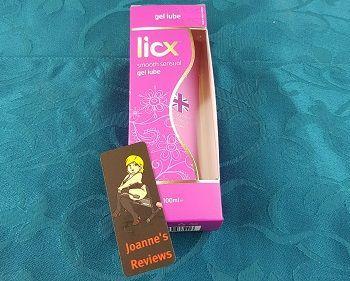 gel lube
licx
smooth sensual
gel lube
100ml e
Joanne's
Reviews